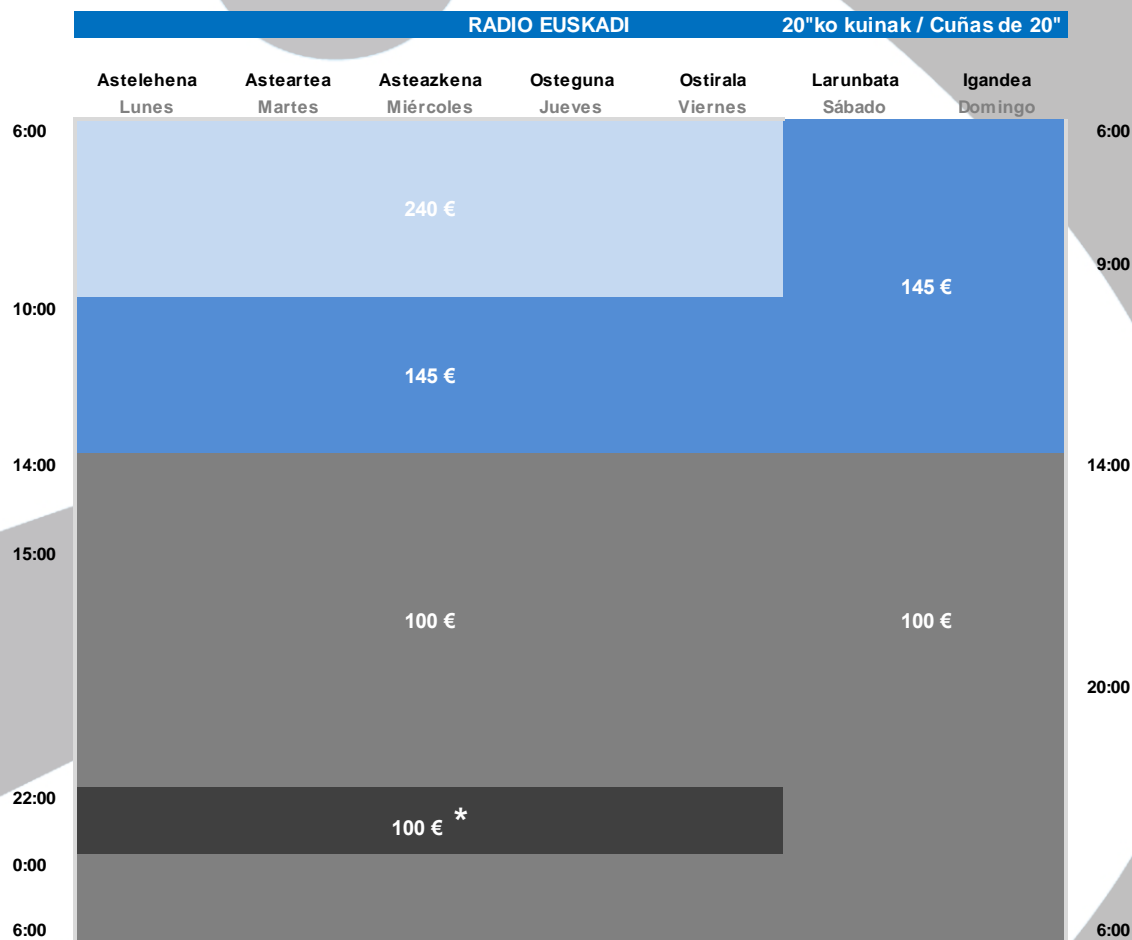 RADIO EUSKADI 20"ko kuinak / Cuñas de 20"
Astelehena Asteartea Asteazkena Osteguna Ostirala Larunbata Igandea
Lunes Martes Miércoles Jueves Viernes Sábado Domingo
6:00 6:00
240 €
9:00
145 €
10:00
145 €
14:00 14:00
15:00
100 € 100 €
20:00
22:00
100 € *
0:00
6:00 6:00